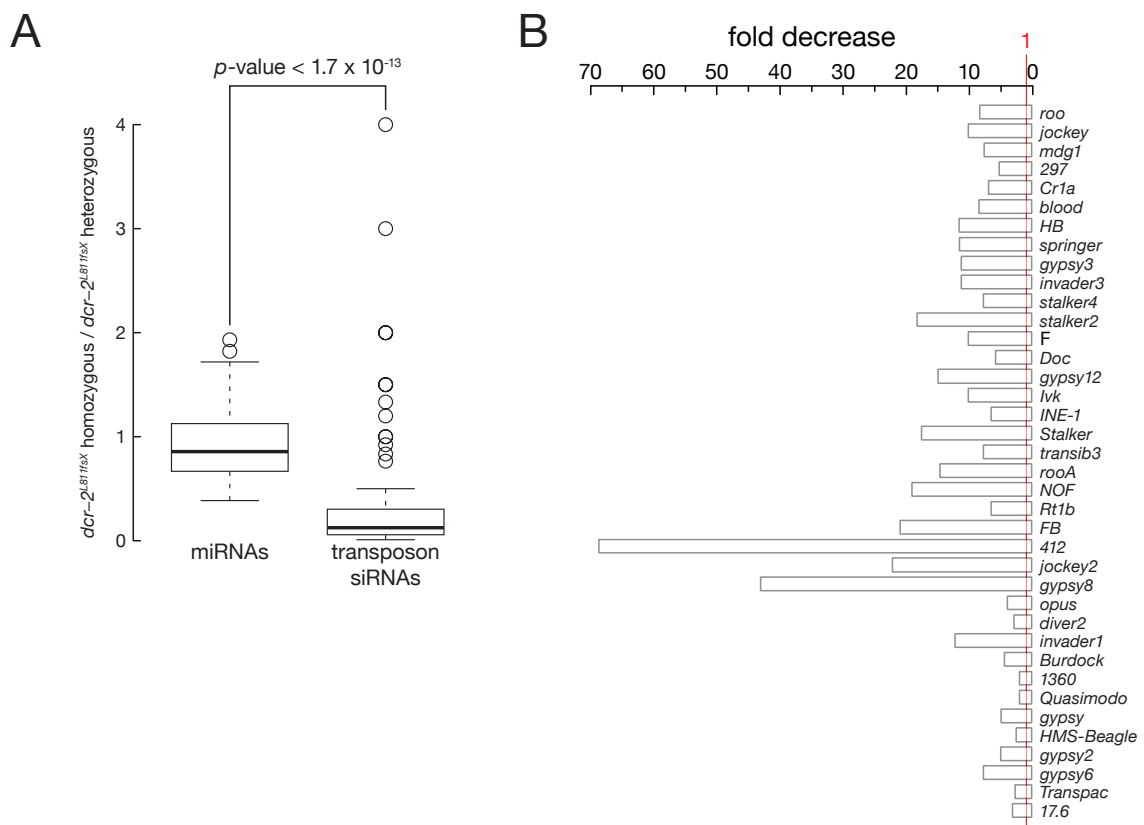 A
p-value < 1.7 x 10⁻¹³
dcr–2ᴸ⁸¹¹ᶠˢˣ homozygous / dcr–2ᴸ⁸¹¹ᶠˢˣ heterozygous
4
3
2
1
0
miRNAs
transposon
siRNAs
B
fold decrease
1
70 60 50 40 30 20 10 0
roo
jockey
mdg1
297
Cr1a
blood
HB
springer
gypsy3
invader3
stalker4
stalker2
F
Doc
gypsy12
Ivk
INE-1
Stalker
transib3
rooA
NOF
Rt1b
FB
412
jockey2
gypsy8
opus
diver2
invader1
Burdock
1360
Quasimodo
gypsy
HMS-Beagle
gypsy2
gypsy6
Transpac
17.6